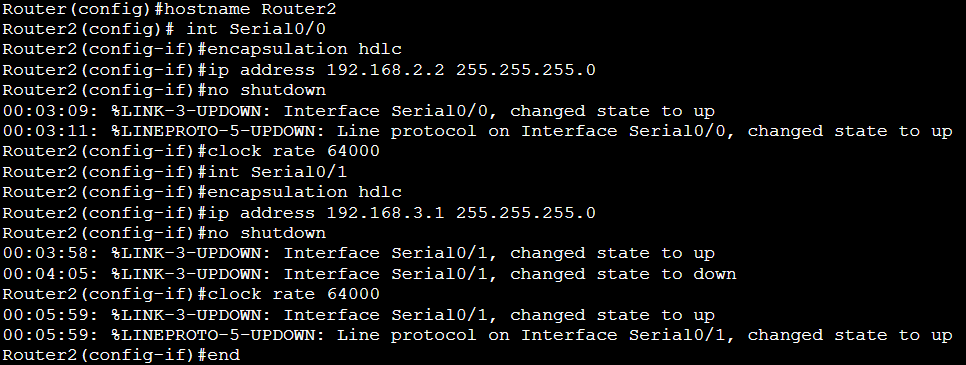 Router(config)#hostname Router2
Router2(config)# int Serial0/0
Router2(config-if)#encapsulation hdlc
Router2(config-if)#ip address 192.168.2.2 255.255.255.0
Router2(config-if)#no shutdown
00:03:09: %LINK-3-UPDOWN: Interface Serial0/0, changed state to up
00:03:11: %LINEPROTO-5-UPDOWN: Line protocol on Interface Serial0/0, changed state to up
Router2(config-if)#clock rate 64000
Router2(config-if)#int Serial0/1
Router2(config-if)#encapsulation hdlc
Router2(config-if)#ip address 192.168.3.1 255.255.255.0
Router2(config-if)#no shutdown
00:03:58: %LINK-3-UPDOWN: Interface Serial0/1, changed state to up
00:04:05: %LINK-3-UPDOWN: Interface Serial0/1, changed state to down
Router2(config-if)#clock rate 64000
00:05:59: %LINK-3-UPDOWN: Interface Serial0/1, changed state to up
00:05:59: %LINEPROTO-5-UPDOWN: Line protocol on Interface Serial0/1, changed state to up
Router2(config-if)#end